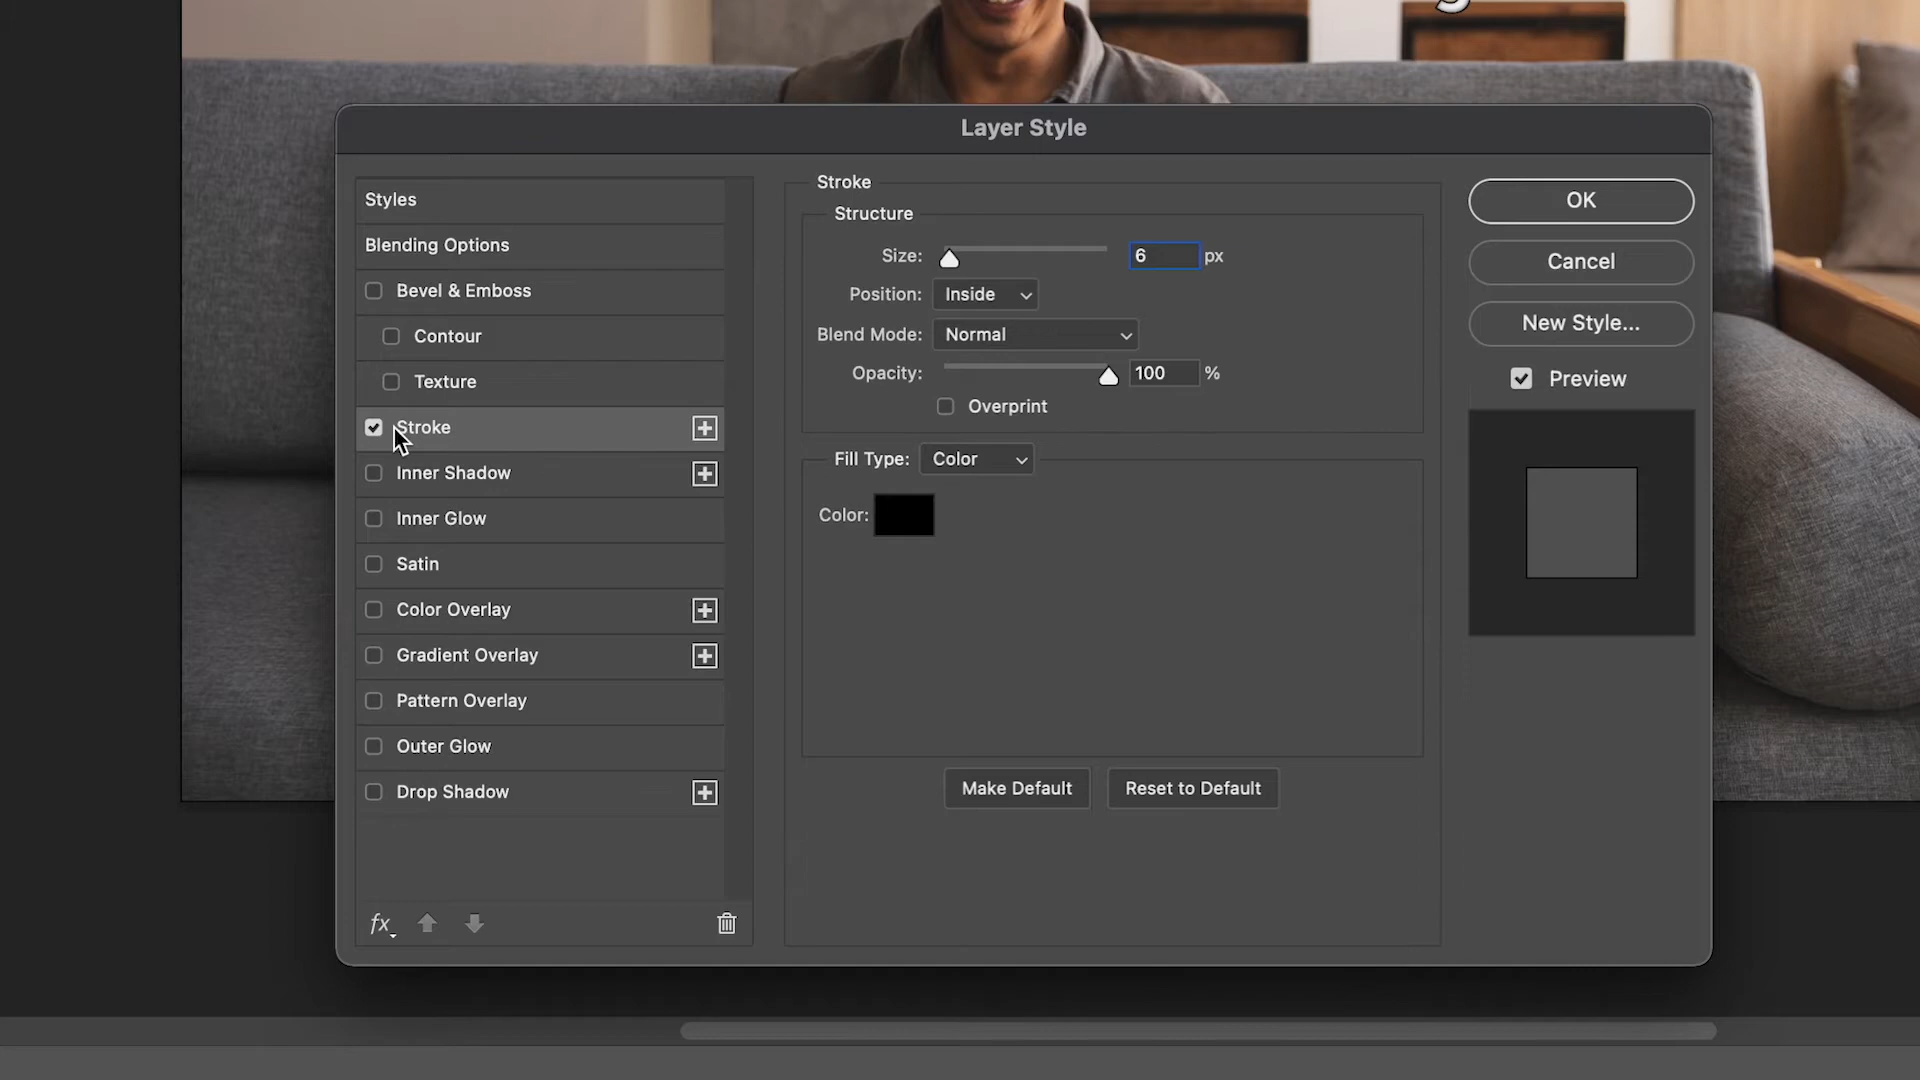 Layer Style
Styles
Blending Options
Bevel & Emboss
Contour
Texture
Stroke
Inner Shadow
Inner Glow
Satin
Color Overlay
Gradient Overlay
Pattern Overlay
Outer Glow
Drop Shadow
fx
Stroke
Structure
Size: 6 px
Position: Inside
Blend Mode: Normal
Opacity: 100 %
Overprint
Fill Type: Color
Color:
Make Default Reset to Default
OK
Cancel
New Style...
Preview